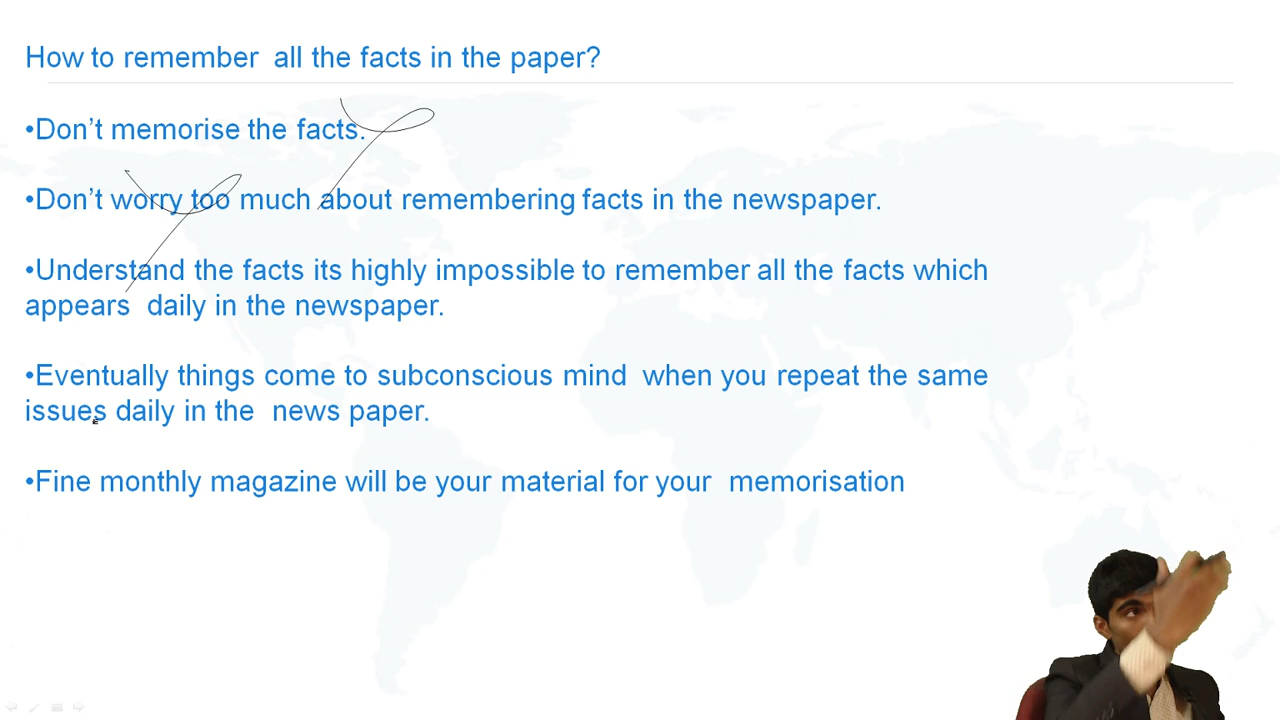 How to remember all the facts in the paper?
•Don't memorise the facts.
•Don't worry too much about remembering facts in the newspaper.
•Understand the facts its highly impossible to remember all the facts which
appears daily in the newspaper.
•Eventually things come to subconscious mind when you repeat the same
issues daily in the news paper.
•Fine monthly magazine will be your material for your memorisation